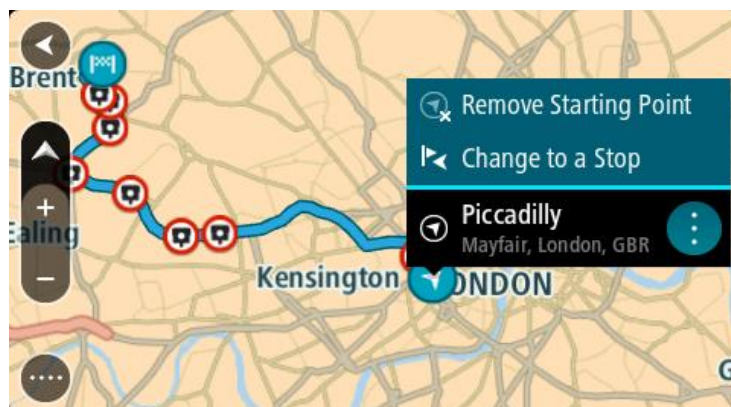 Brent
Remove Starting Point
Change to a Stop
Piccadilly
Mayfair, London, GBR
Ealing
Kensington
ONDON
G